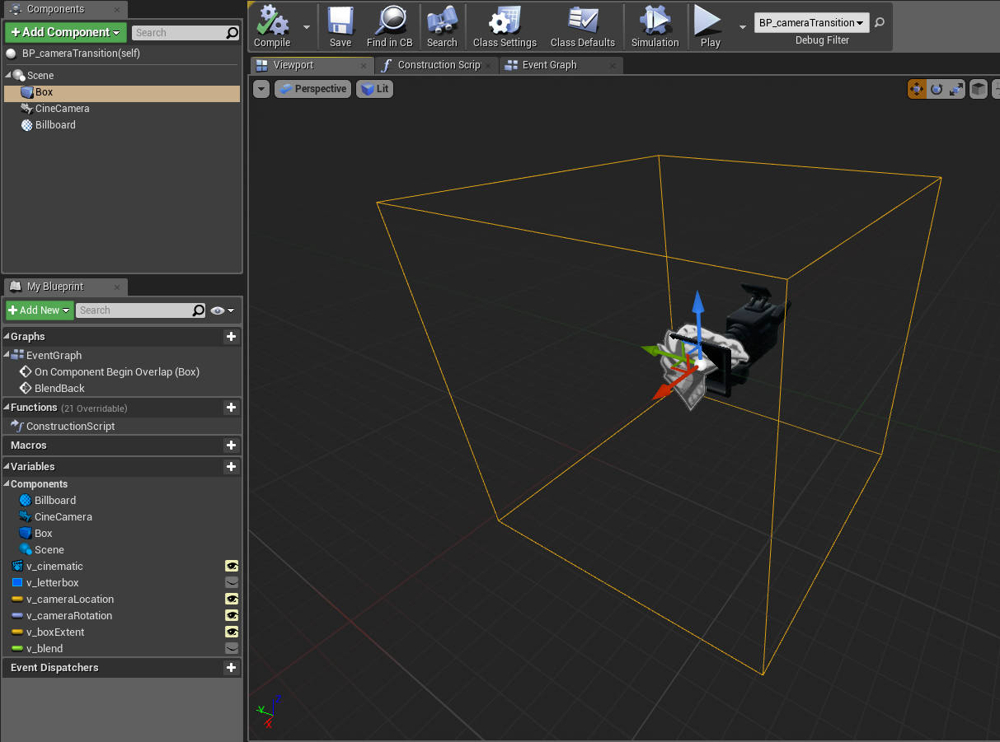 Components
+ Add Component
Search
BP_cameraTransition(self)
Scene
Box
CineCamera
Billboard
My Blueprint
+ Add New
Search
Graphs
EventGraph
On Component Begin Overlap (Box)
BlendBack
Functions (21 Overridable)
ConstructionScript
Macros
Variables
Components
Billboard
CineCamera
Box
Scene
v_cinematic
v_letterbox
v_cameraLocation
v_cameraRotation
v_boxExtent
v_blend
Event Dispatchers
Compile
Save
Find in CB
Search
Class Settings
Class Defaults
Simulation
Play
BP_cameraTransition
Debug Filter
Viewport
Construction Scrip
Event Graph
Perspective
Lit
Z
Y
X